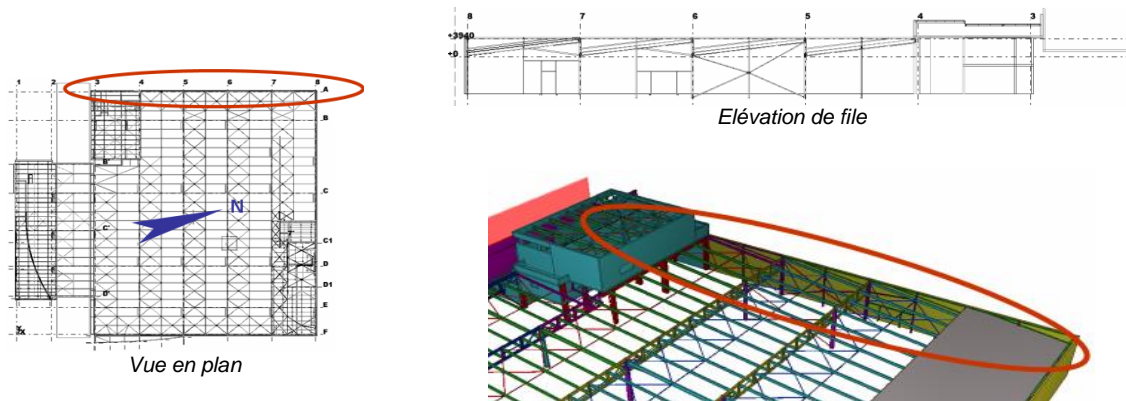 8 7 6 5 4 3
+3940
+0
Elévation de file
1 2 3 4 5 6 7 8
A
B
B'
C
N
C'
C1
D
D1
D'
E
F
Vue en plan